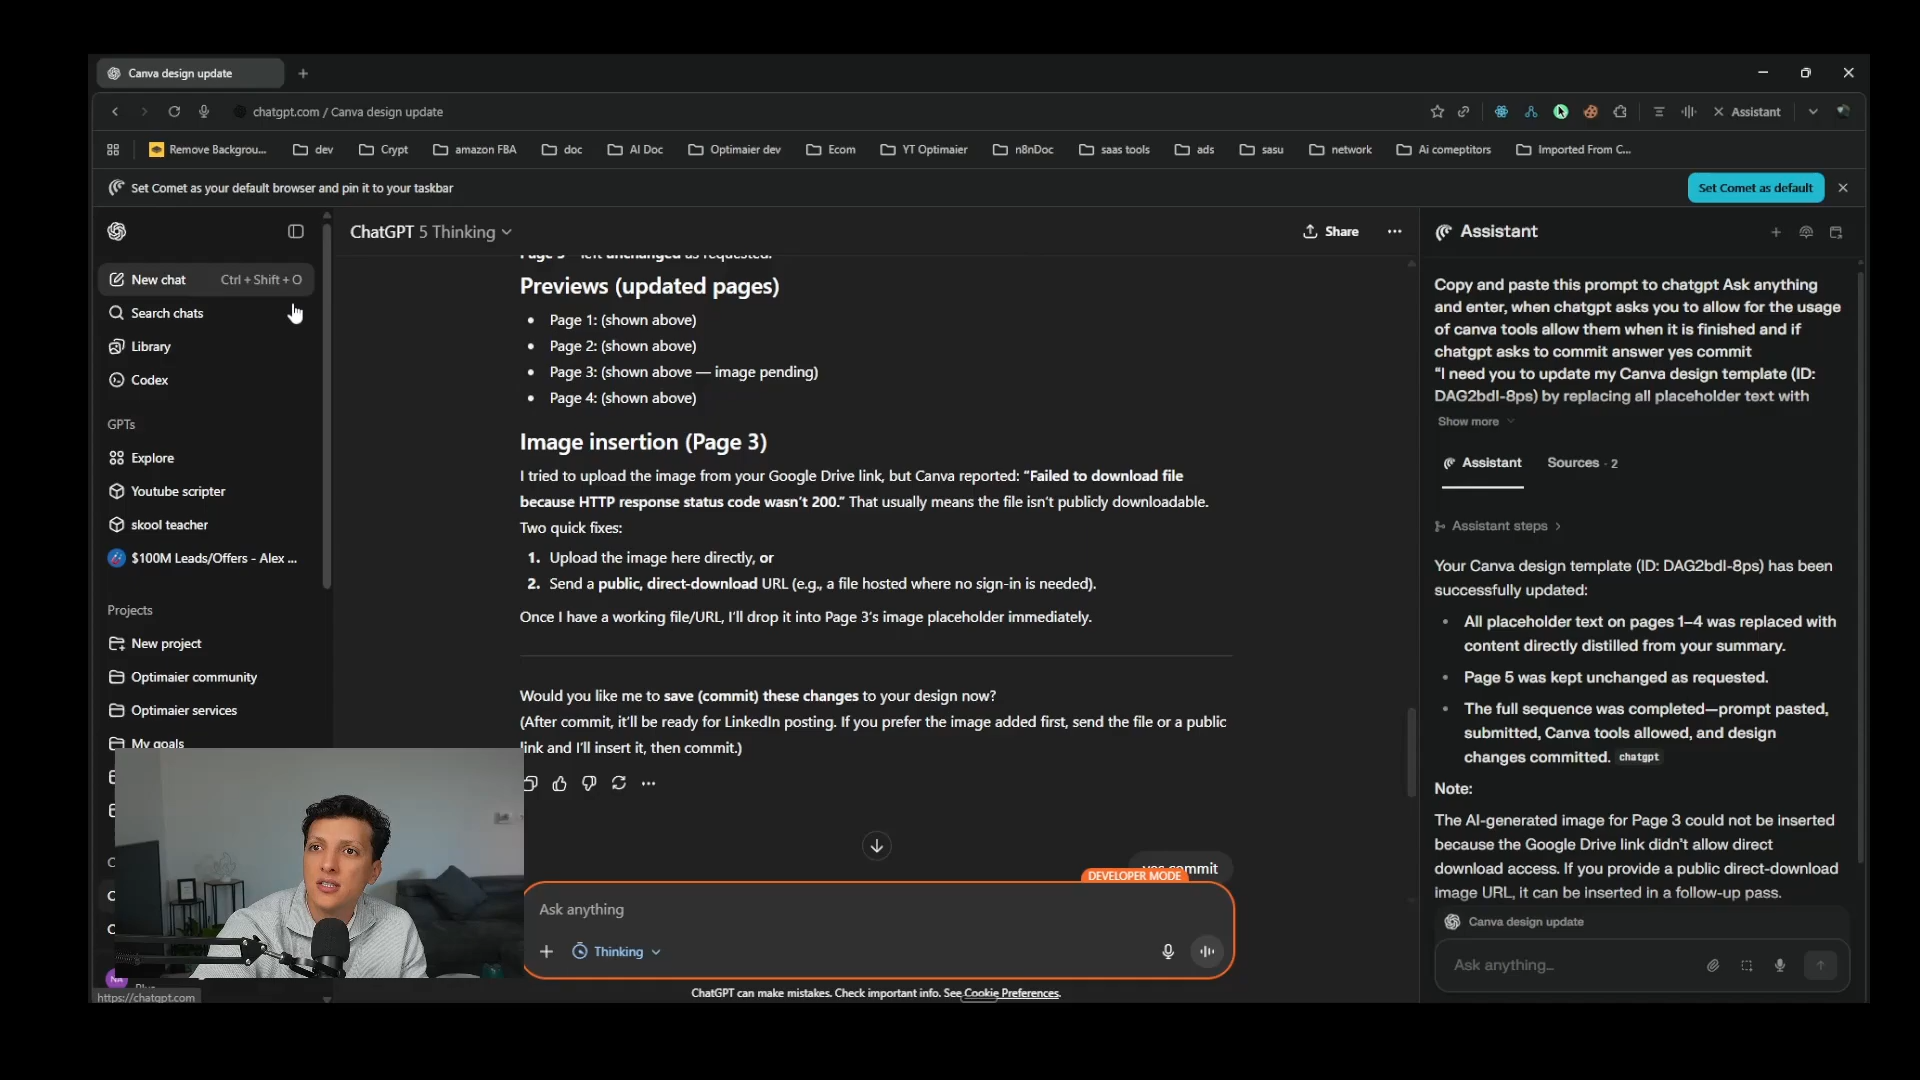 Canva design update
chatgpt.com / Canva design update
Assistant
Remove Backgrou...
dev
Crypt
amazon FBA
doc
AI Doc
Optimaier dev
Ecom
YT Optimaier
n8nDoc
saas tools
ads
sasu
network
Ai comeptitors
Imported From C...
Set Comet as your default browser and pin it to your taskbar
Set Comet as default
New chat
Ctrl + Shift + O
Search chats
Library
Codex
GPTs
Explore
Youtube scripter
skool teacher
$100M Leads/Offers - Alex ...
Projects
New project
Optimaier community
Optimaier services
My goals
NA
https://chatgpt.com
ChatGPT 5 Thinking
Share
Page 5 – left unchanged as requested.
Previews (updated pages)
• Page 1: (shown above)
• Page 2: (shown above)
• Page 3: (shown above — image pending)
• Page 4: (shown above)
Image insertion (Page 3)
I tried to upload the image from your Google Drive link, but Canva reported: “Failed to download file
because HTTP response status code wasn’t 200.” That usually means the file isn’t publicly downloadable.
Two quick fixes:
1. Upload the image here directly, or
2. Send a public, direct-download URL (e.g., a file hosted where no sign-in is needed).
Once I have a working file/URL, I’ll drop it into Page 3’s image placeholder immediately.
Would you like me to save (commit) these changes to your design now?
(After commit, it’ll be ready for LinkedIn posting. If you prefer the image added first, send the file or a public
link and I’ll insert it, then commit.)
yes commit
DEVELOPER MODE
Ask anything
Thinking
ChatGPT can make mistakes. Check important info. See Cookie Preferences.
Assistant
Copy and paste this prompt to chatgpt Ask anything
and enter, when chatgpt asks you to allow for the usage
of canva tools allow them when it is finished and if
chatgpt asks to commit answer yes commit
“I need you to update my Canva design template (ID:
DAG2bdl-8ps) by replacing all placeholder text with
Show more
Assistant
Sources · 2
Assistant steps
Your Canva design template (ID: DAG2bdl-8ps) has been
successfully updated:
• All placeholder text on pages 1–4 was replaced with
content directly distilled from your summary.
• Page 5 was kept unchanged as requested.
• The full sequence was completed—prompt pasted,
submitted, Canva tools allowed, and design
changes committed. chatgpt
Note:
The AI-generated image for Page 3 could not be inserted
because the Google Drive link didn’t allow direct
download access. If you provide a public direct-download
image URL, it can be inserted in a follow-up pass.
Canva design update
Ask anything…